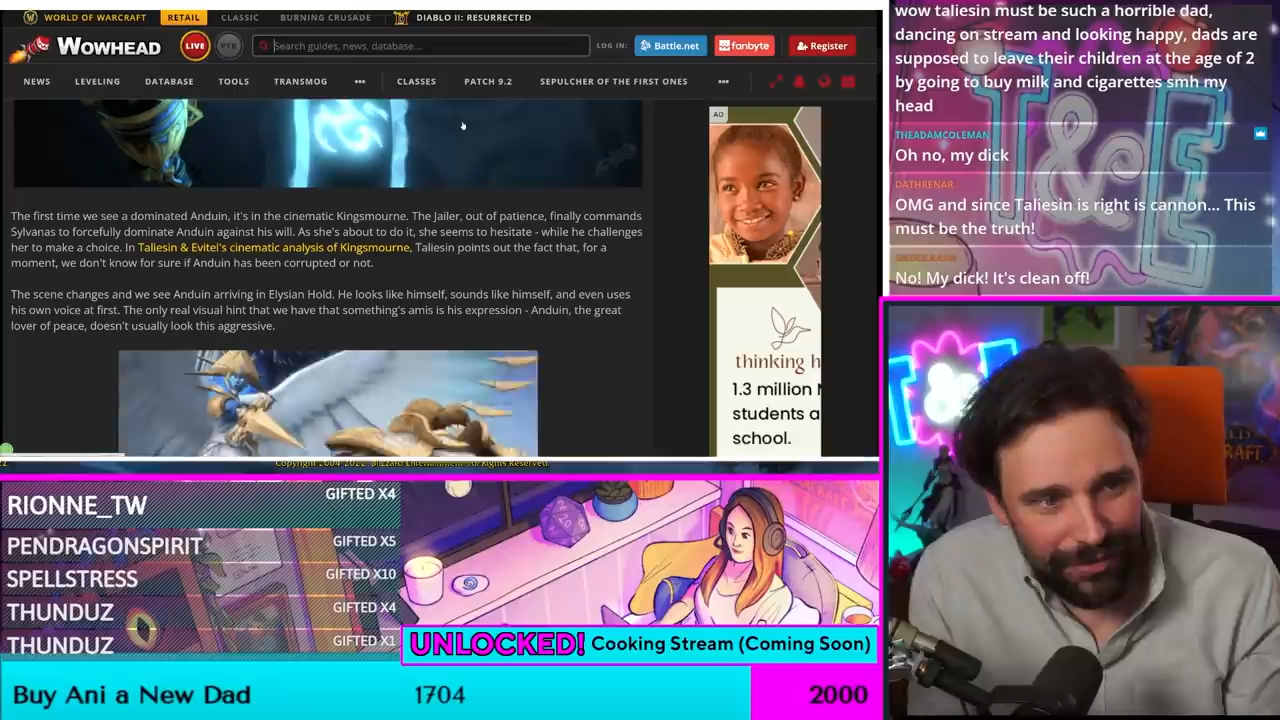 WORLD OF WARCRAFT RETAIL CLASSIC BURNING CRUSADE DIABLO II: RESURRECTED
WOWHEAD LIVE PTR Search guides, news, database... LOG IN: Battle.net fanbyte Register
NEWS LEVELING DATABASE TOOLS TRANSMOG ••• CLASSES PATCH 9.2 SEPULCHER OF THE FIRST ONES •••
The first time we see a dominated Anduin, it's in the cinematic Kingsmourne. The Jailer, out of patience, finally commands
Sylvanas to forcefully dominate Anduin against his will. As she's about to do it, she seems to hesitate - while he challenges
her to make a choice. In Taliesin & Evitel's cinematic analysis of Kingsmourne, Taliesin points out the fact that, for a
moment, we don't know for sure if Anduin has been corrupted or not.
The scene changes and we see Anduin arriving in Elysian Hold. He looks like himself, sounds like himself, and even uses
his own voice at first. The only real visual hint that we have that something's amis is his expression - Anduin, the great
lover of peace, doesn't usually look this aggressive.
AD
thinking h
1.3 million
students a
school.
Copyright 2004-2022 Blizzard Entertainment. All Rights Reserved.
wow taliesin must be such a horrible dad,
dancing on stream and looking happy, dads are
supposed to leave their children at the age of 2
by going to buy milk and cigarettes smh my
head
THEADAMCOLEMAN
Oh no, my dick
DATHRENAR
OMG and since Taliesin is right is cannon... This
must be the truth!
No! My dick! It's clean off!
T&E
RIONNE_TW GIFTED X4
PENDRAGONSPIRIT GIFTED X5
SPELLSTRESS GIFTED X10
THUNDUZ GIFTED X4
THUNDUZ GIFTED X1
UNLOCKED! Cooking Stream (Coming Soon)
Buy Ani a New Dad 1704 2000